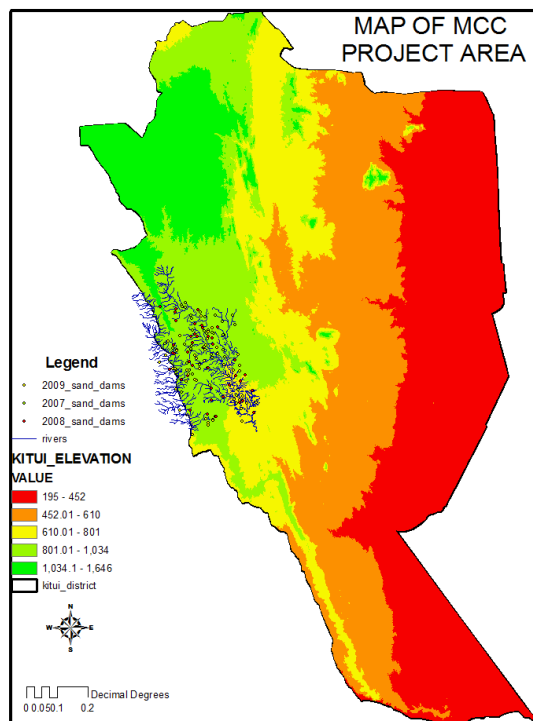 MAP OF MCC
PROJECT AREA
Legend
2009_sand_dams
2007_sand_dams
2008_sand_dams
rivers
KITUI_ELEVATION
VALUE
195 - 452
452.01 - 610
610.01 - 801
801.01 - 1,034
1,034.1 - 1,646
kitui_district
N
W E
S
Decimal Degrees
0 0.050.1 0.2